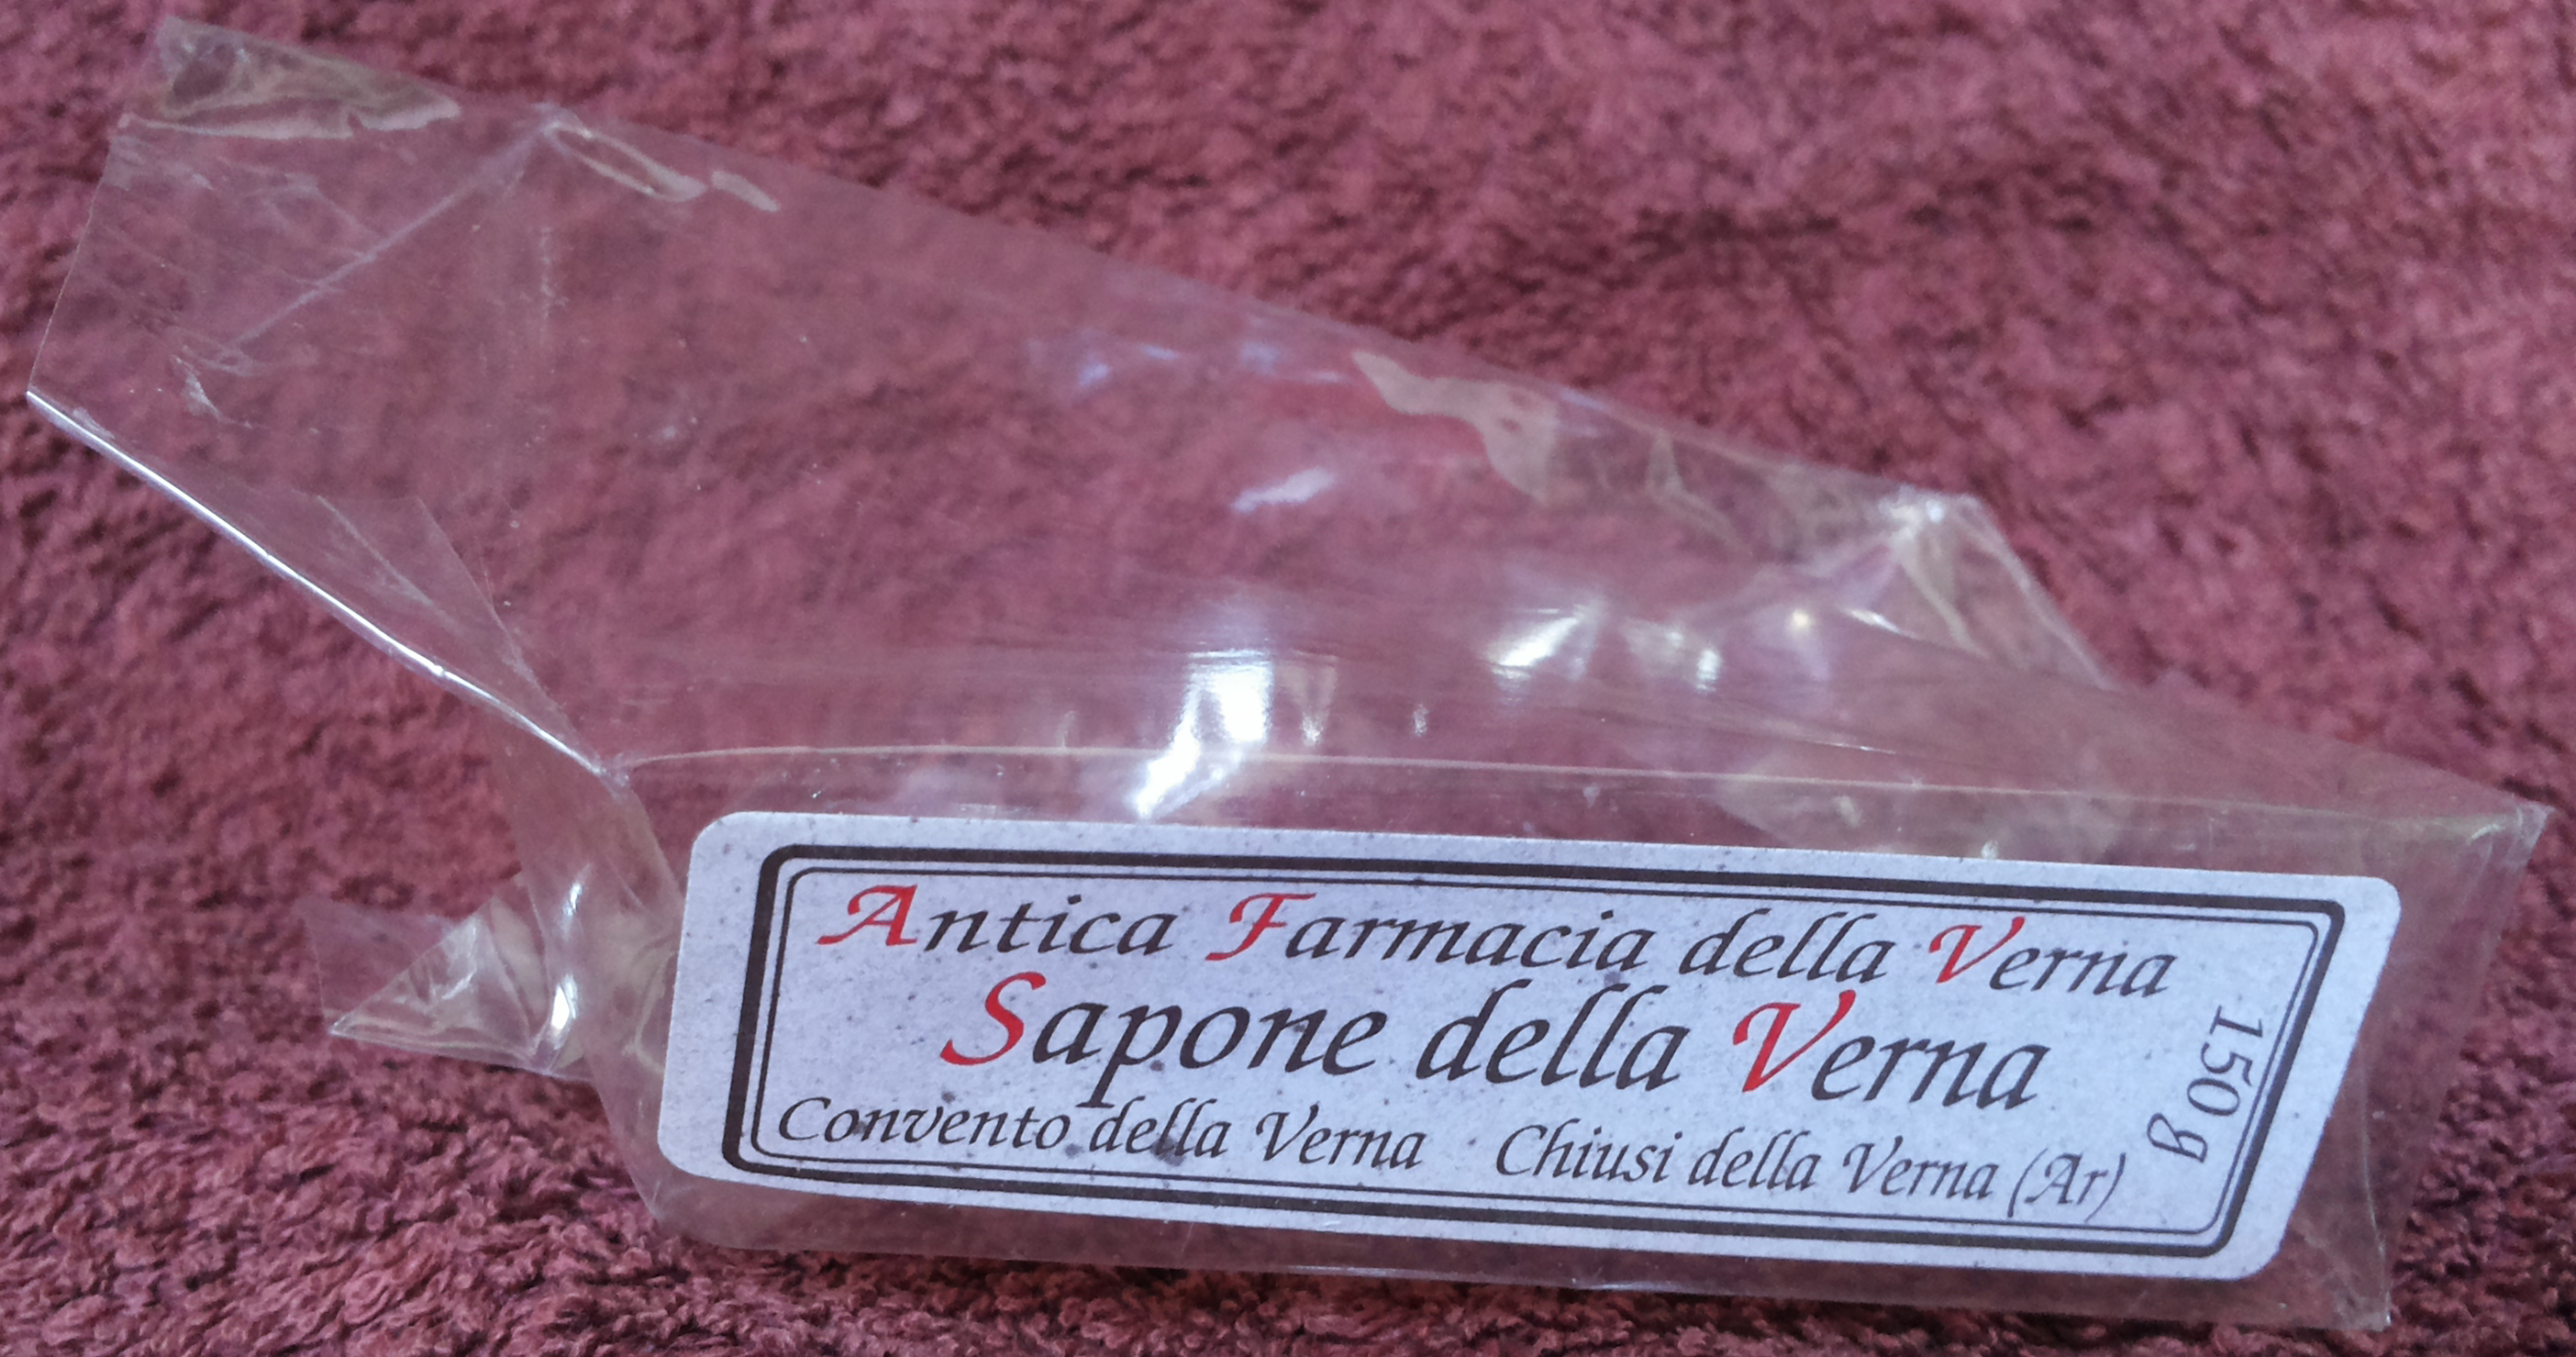 Antica Farmacia della Verna
Sapone della Verna
Convento della Verna Chiusi della Verna (Ar)
150 g